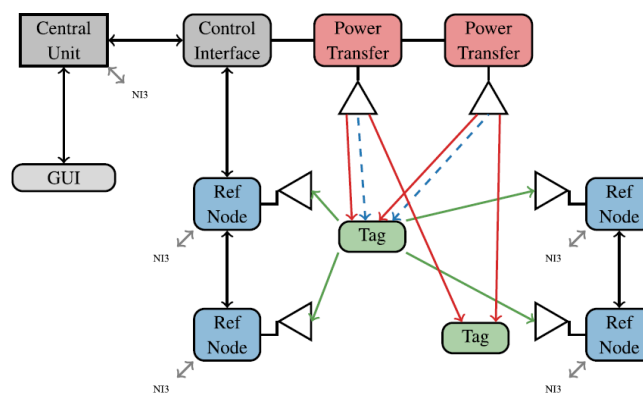 Central
Unit
Control
Interface
Power
Transfer
Power
Transfer
NI3
GUI
Ref
Node
Ref
Node
Tag
NI3
NI3
Ref
Node
Tag
Ref
Node
NI3
NI3